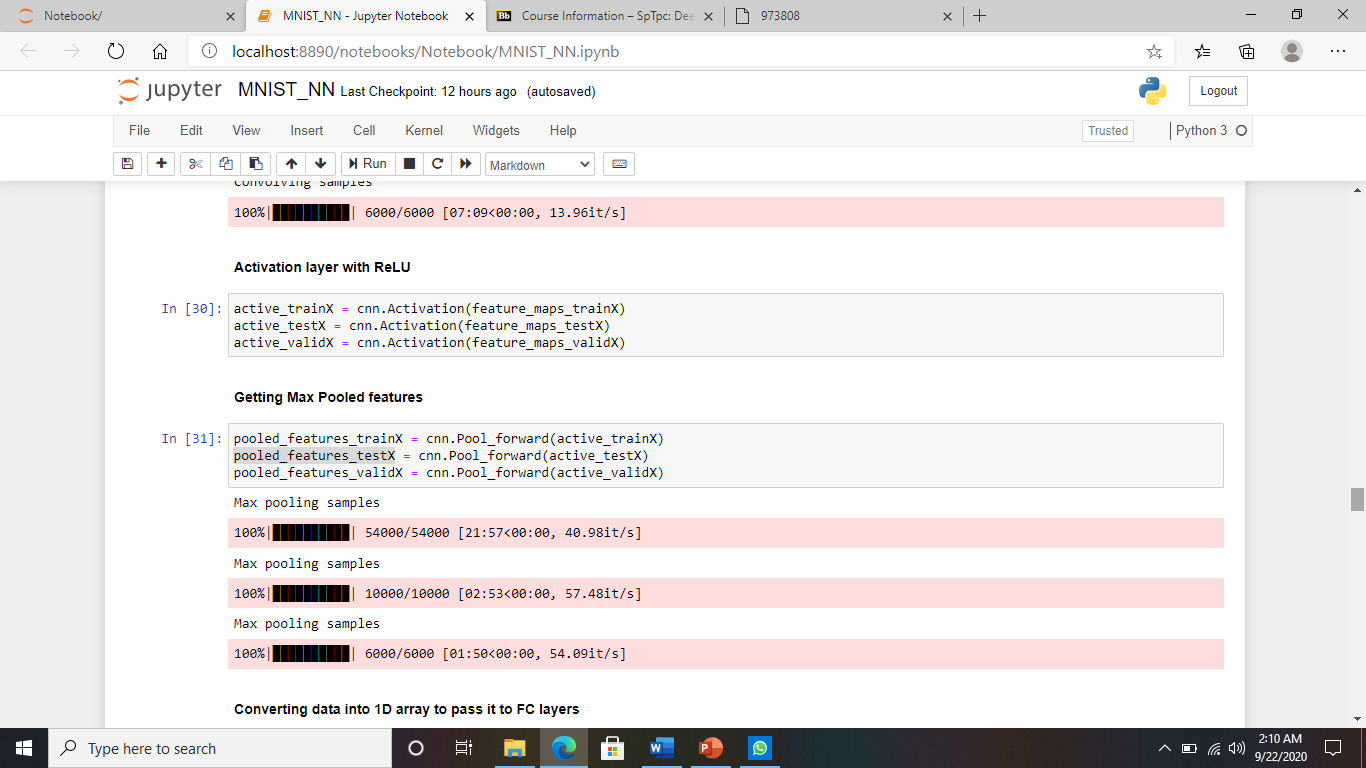 Notebook/
MNIST_NN - Jupyter Notebook
Bb Course Information – SpTpc: Dee
973808
localhost:8890/notebooks/Notebook/MNIST_NN.ipynb
jupyter MNIST_NN Last Checkpoint: 12 hours ago (autosaved)
Logout
File Edit View Insert Cell Kernel Widgets Help
Trusted Python 3
Run Markdown
Convolving samples
100%|██████████| 6000/6000 [07:09<00:00, 13.96it/s]
Activation layer with ReLU
In [30]: active_trainX = cnn.Activation(feature_maps_trainX)
active_testX = cnn.Activation(feature_maps_testX)
active_validX = cnn.Activation(feature_maps_validX)
Getting Max Pooled features
In [31]: pooled_features_trainX = cnn.Pool_forward(active_trainX)
pooled_features_testX = cnn.Pool_forward(active_testX)
pooled_features_validX = cnn.Pool_forward(active_validX)
Max pooling samples
100%|██████████| 54000/54000 [21:57<00:00, 40.98it/s]
Max pooling samples
100%|██████████| 10000/10000 [02:53<00:00, 57.48it/s]
Max pooling samples
100%|██████████| 6000/6000 [01:50<00:00, 54.09it/s]
Converting data into 1D array to pass it to FC layers
Type here to search
2:10 AM
9/22/2020